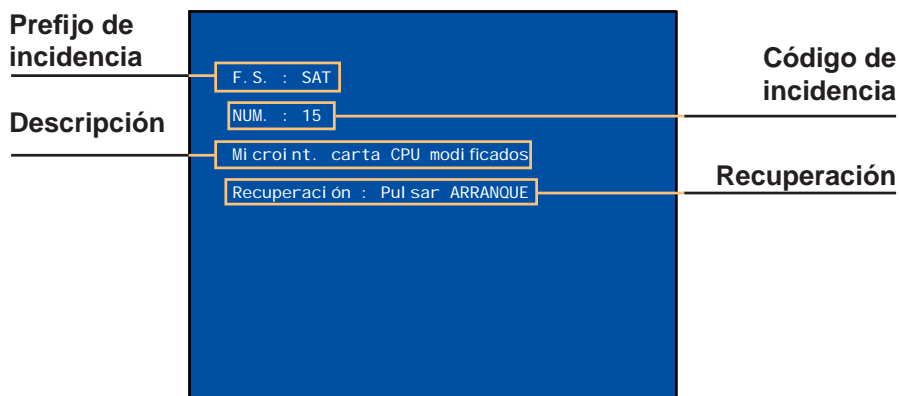 Prefijo de
incidencia
Descripción
F.S. : SAT
NUM. : 15
Microint. carta CPU modificados
Recuperación : Pulsar ARRANQUE
Código de
incidencia
Recuperación